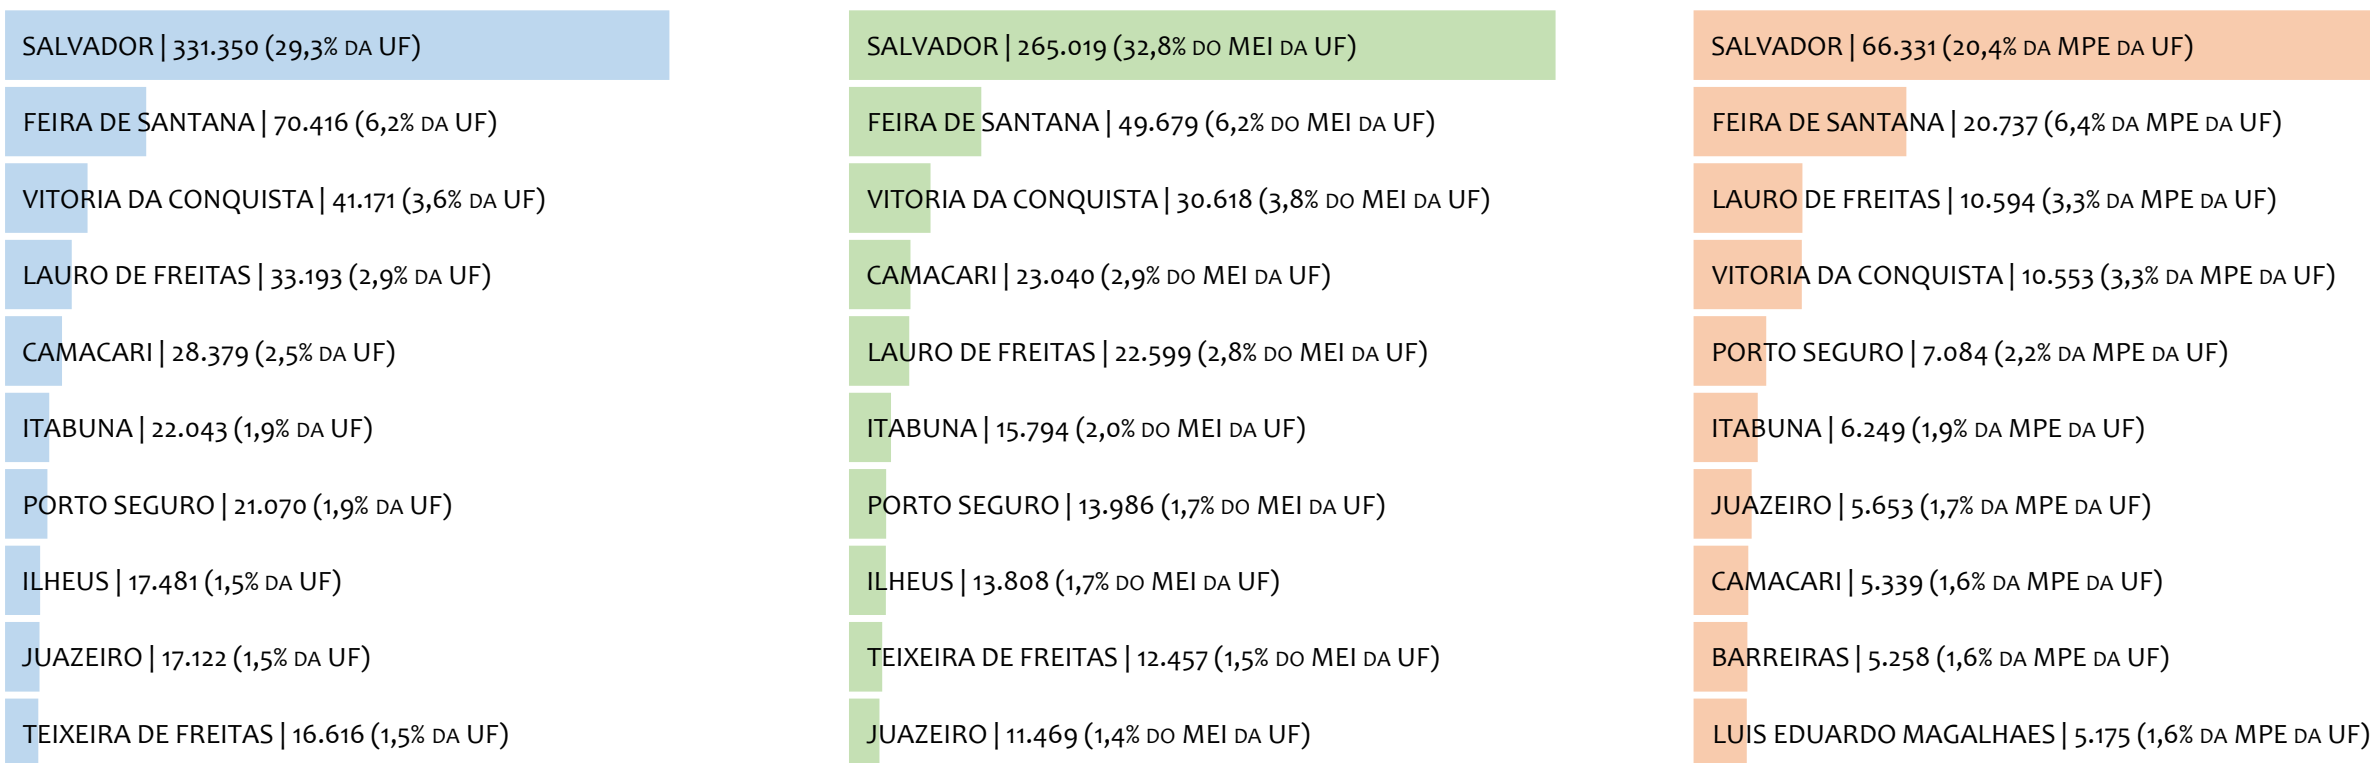 SALVADOR | 331.350 (29,3% DA UF)
FEIRA DE SANTANA | 70.416 (6,2% DA UF)
VITORIA DA CONQUISTA | 41.171 (3,6% DA UF)
LAURO DE FREITAS | 33.193 (2,9% DA UF)
CAMACARI | 28.379 (2,5% DA UF)
ITABUNA | 22.043 (1,9% DA UF)
PORTO SEGURO | 21.070 (1,9% DA UF)
ILHEUS | 17.481 (1,5% DA UF)
JUAZEIRO | 17.122 (1,5% DA UF)
TEIXEIRA DE FREITAS | 16.616 (1,5% DA UF)
SALVADOR | 265.019 (32,8% DO MEI DA UF)
FEIRA DE SANTANA | 49.679 (6,2% DO MEI DA UF)
VITORIA DA CONQUISTA | 30.618 (3,8% DO MEI DA UF)
CAMACARI | 23.040 (2,9% DO MEI DA UF)
LAURO DE FREITAS | 22.599 (2,8% DO MEI DA UF)
ITABUNA | 15.794 (2,0% DO MEI DA UF)
PORTO SEGURO | 13.986 (1,7% DO MEI DA UF)
ILHEUS | 13.808 (1,7% DO MEI DA UF)
TEIXEIRA DE FREITAS | 12.457 (1,5% DO MEI DA UF)
JUAZEIRO | 11.469 (1,4% DO MEI DA UF)
SALVADOR | 66.331 (20,4% DA MPE DA UF)
FEIRA DE SANTANA | 20.737 (6,4% DA MPE DA UF)
LAURO DE FREITAS | 10.594 (3,3% DA MPE DA UF)
VITORIA DA CONQUISTA | 10.553 (3,3% DA MPE DA UF)
PORTO SEGURO | 7.084 (2,2% DA MPE DA UF)
ITABUNA | 6.249 (1,9% DA MPE DA UF)
JUAZEIRO | 5.653 (1,7% DA MPE DA UF)
CAMACARI | 5.339 (1,6% DA MPE DA UF)
BARREIRAS | 5.258 (1,6% DA MPE DA UF)
LUIS EDUARDO MAGALHAES | 5.175 (1,6% DA MPE DA UF)